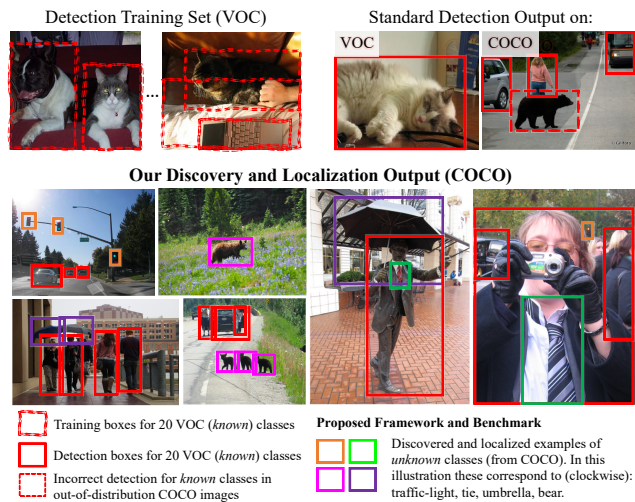 Detection Training Set (VOC)
Standard Detection Output on:
VOC
COCO
...
Our Discovery and Localization Output (COCO)
Training boxes for 20 VOC (known) classes
Detection boxes for 20 VOC (known) classes
Incorrect detection for known classes in
out-of-distribution COCO images
Proposed Framework and Benchmark
Discovered and localized examples of
unknown classes (from COCO). In this
illustration these correspond to (clockwise):
traffic-light, tie, umbrella, bear.